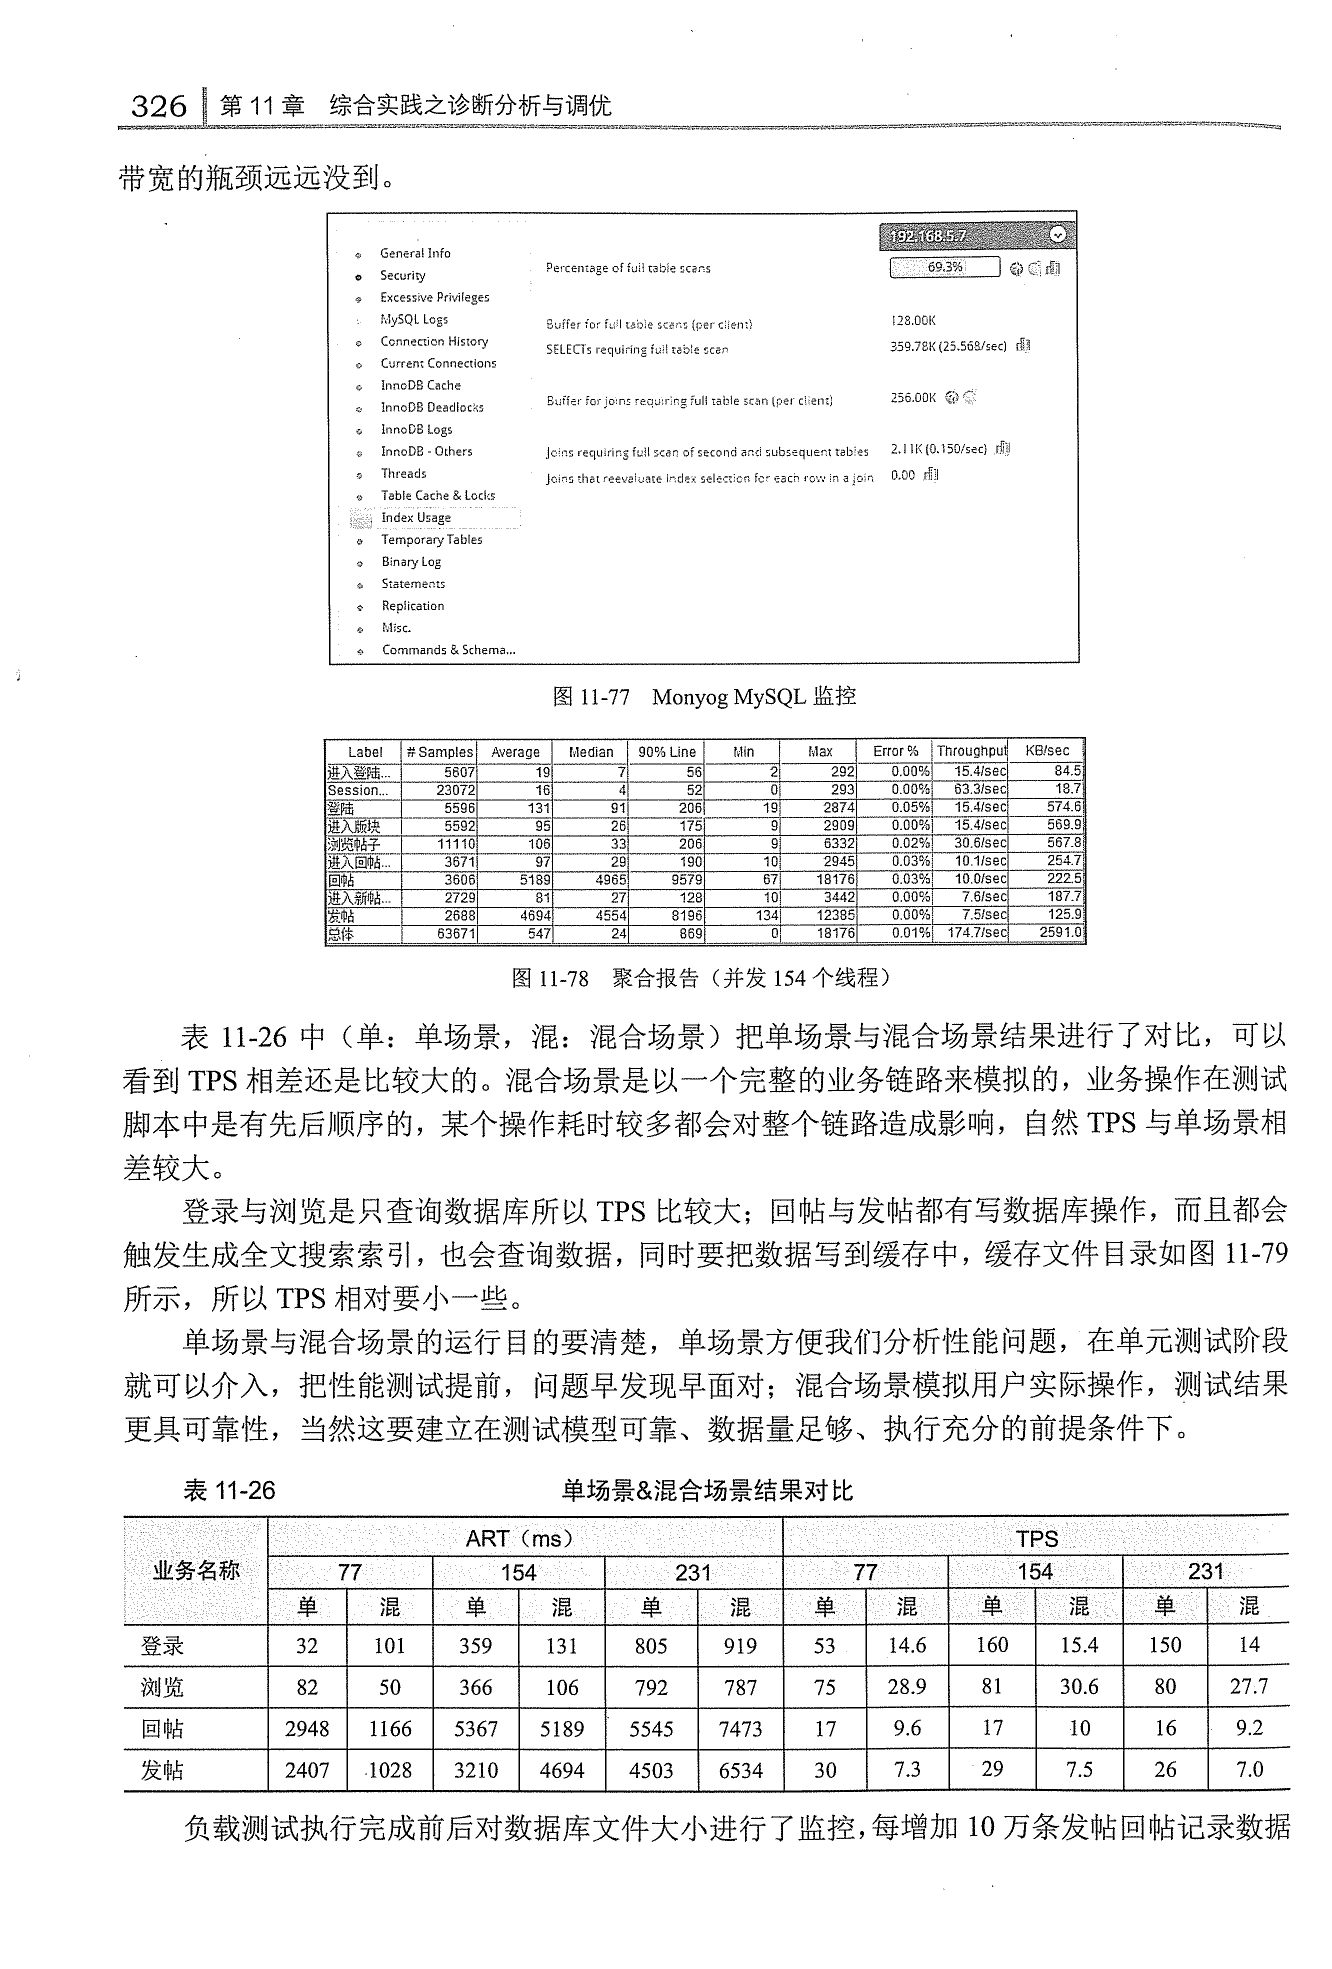 326 第 11 章 综合实践之诊断分析与调优
带宽的瓶颈远远没到。
192.168.5.7
General Info
Security
Excessive Privileges
MySQL Logs
Connection History
Current Connections
InnoDB Cache
InnoDB Deadlocks
InnoDB Logs
InnoDB - Others
Threads
Table Cache & Locks
Index Usage
Temporary Tables
Binary Log
Statements
Replication
Misc.
Commands & Schema...
Percentage of full table scans 69.3%
Buffer for full table scans (per client) 128.00K
SELECTs requiring full table scan 359.78K (25.568/sec)
Buffer for joins requiring full table scan (per client) 256.00K
Joins requiring full scan of second and subsequent tables 2.11K (0.150/sec)
Joins that reevaluate index selection for each row in a join 0.00
图 11-77 Monyog MySQL 监控
Label # Samples Average Median 90% Line Min Max Error % Throughput KB/sec
进入登陆... 5607 19 7 56 2 292 0.00% 15.4/sec 84.5
Session... 23072 16 4 52 0 293 0.00% 63.3/sec 18.7
登陆 5596 131 91 206 19 2874 0.05% 15.4/sec 574.6
进入版块 5592 95 26 175 9 2909 0.00% 15.4/sec 569.9
浏览帖子 11110 106 33 206 9 6332 0.02% 30.6/sec 567.8
进入回帖... 3671 97 29 190 10 2945 0.03% 10.1/sec 254.7
回帖 3606 5189 4965 9579 67 18176 0.03% 10.0/sec 222.5
进入新帖... 2729 81 27 128 10 3442 0.00% 7.6/sec 187.7
发帖 2688 4694 4554 8196 134 12385 0.00% 7.5/sec 125.9
总体 63671 547 24 869 0 18176 0.01% 174.7/sec 2591.0
图 11-78 聚合报告（并发 154 个线程）
表 11-26 中（单：单场景，混：混合场景）把单场景与混合场景结果进行了对比，可以
看到 TPS 相差还是比较大的。混合场景是以一个完整的业务链路来模拟的，业务操作在测试
脚本中是有先后顺序的，某个操作耗时较多都会对整个链路造成影响，自然 TPS 与单场景相
差较大。
登录与浏览是只查询数据库所以 TPS 比较大；回帖与发帖都有写数据库操作，而且都会
触发生成全文搜索索引，也会查询数据，同时要把数据写到缓存中，缓存文件目录如图 11-79
所示，所以 TPS 相对要小一些。
单场景与混合场景的运行目的要清楚，单场景方便我们分析性能问题，在单元测试阶段
就可以介入，把性能测试提前，问题早发现早面对；混合场景模拟用户实际操作，测试结果
更具可靠性，当然这要建立在测试模型可靠、数据量足够、执行充分的前提条件下。
表 11-26 单场景&混合场景结果对比
业务名称 ART（ms） TPS
77 154 231 77 154 231
单 混 单 混 单 混 单 混 单 混 单 混
登录 32 101 359 131 805 919 53 14.6 160 15.4 150 14
浏览 82 50 366 106 792 787 75 28.9 81 30.6 80 27.7
回帖 2948 1166 5367 5189 5545 7473 17 9.6 17 10 16 9.2
发帖 2407 1028 3210 4694 4503 6534 30 7.3 29 7.5 26 7.0
负载测试执行完成前后对数据库文件大小进行了监控，每增加 10 万条发帖回帖记录数据